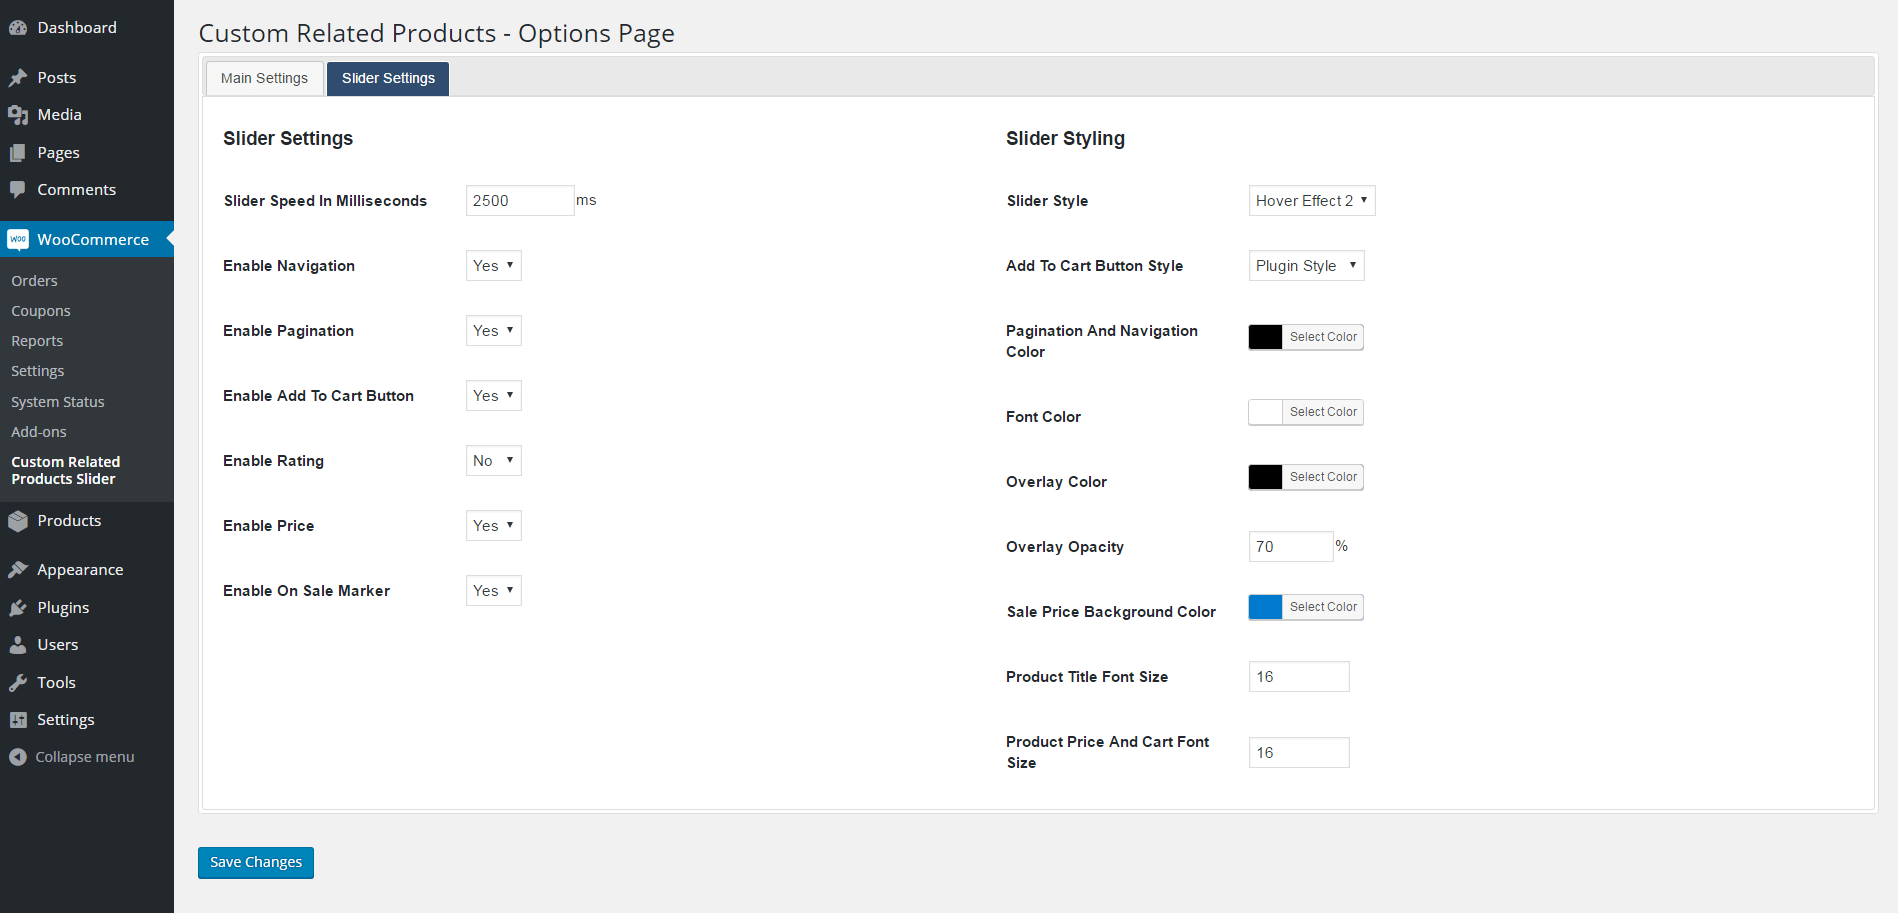 Dashboard
Posts
Media
Pages
Comments
Woo WooCommerce
Orders
Coupons
Reports
Settings
System Status
Add-ons
Custom Related
Products Slider
Products
Appearance
Plugins
Users
Tools
Settings
Collapse menu
Custom Related Products - Options Page
Main Settings
Slider Settings
Slider Settings
Slider Speed In Milliseconds 2500 ms
Enable Navigation Yes
Enable Pagination Yes
Enable Add To Cart Button Yes
Enable Rating No
Enable Price Yes
Enable On Sale Marker Yes
Slider Styling
Slider Style Hover Effect 2
Add To Cart Button Style Plugin Style
Pagination And Navigation
Color
Select Color
Font Color Select Color
Overlay Color Select Color
Overlay Opacity 70 %
Sale Price Background Color Select Color
Product Title Font Size 16
Product Price And Cart Font
Size
16
Save Changes